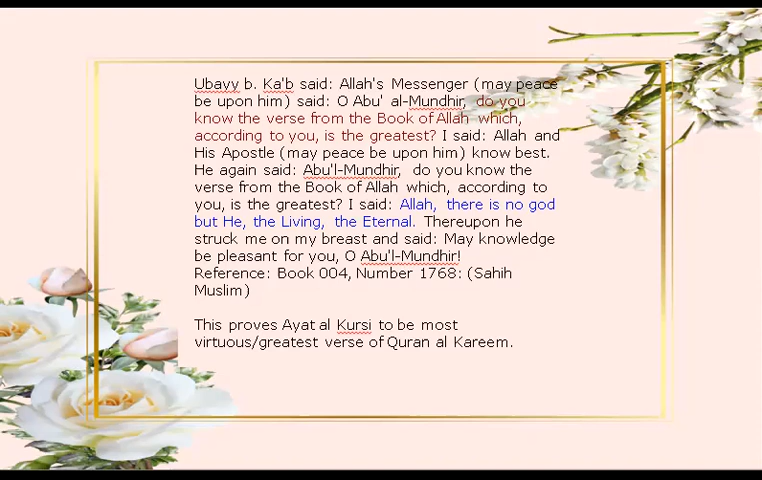 Ubayy b. Ka'b said: Allah's Messenger (may peace
be upon him) said: O Abu' al-Mundhir, do you
know the verse from the Book of Allah which,
according to you, is the greatest? I said: Allah and
His Apostle (may peace be upon him) know best.
He again said: Abu'l-Mundhir, do you know the
verse from the Book of Allah which, according to
you, is the greatest? I said: Allah, there is no god
but He, the Living, the Eternal. Thereupon he
struck me on my breast and said: May knowledge
be pleasant for you, O Abu'l-Mundhir!
Reference: Book 004, Number 1768: (Sahih
Muslim)
This proves Ayat al Kursi to be most
virtuous/greatest verse of Quran al Kareem.